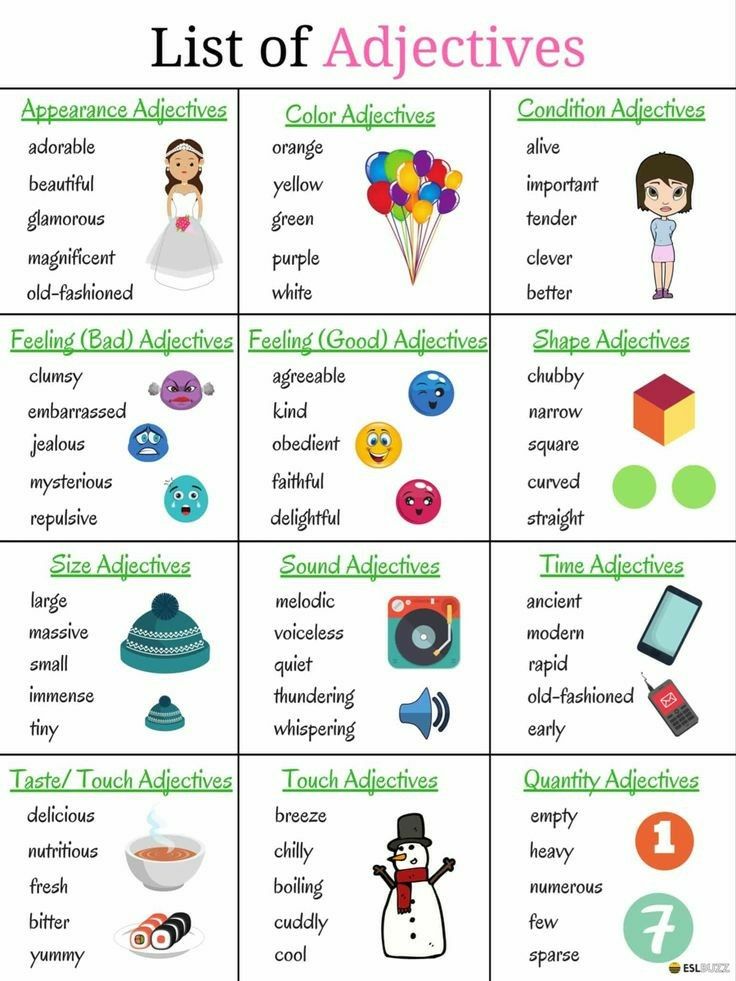 List of Adjectives
Appearance Adjectives
adorable
beautiful
glamorous
magnificent
old-fashioned
Color Adjectives
orange
yellow
green
purple
white
Condition Adjectives
alive
important
tender
clever
better
Feeling (Bad) Adjectives
clumsy
embarrassed
jealous
mysterious
repulsive
Feeling (Good) Adjectives
agreeable
kind
obedient
faithful
delightful
Shape Adjectives
chubby
narrow
square
curved
straight
Size Adjectives
large
massive
small
immense
tiny
Sound Adjectives
melodic
voiceless
quiet
thundering
whispering
Time Adjectives
ancient
modern
rapid
old-fashioned
early
Taste/ Touch Adjectives
delicious
nutritious
fresh
bitter
yummy
Touch Adjectives
breeze
chilly
boiling
cuddly
cool
Quantity Adjectives
empty
heavy
numerous
few
sparse
1
7
ESLBUZZ